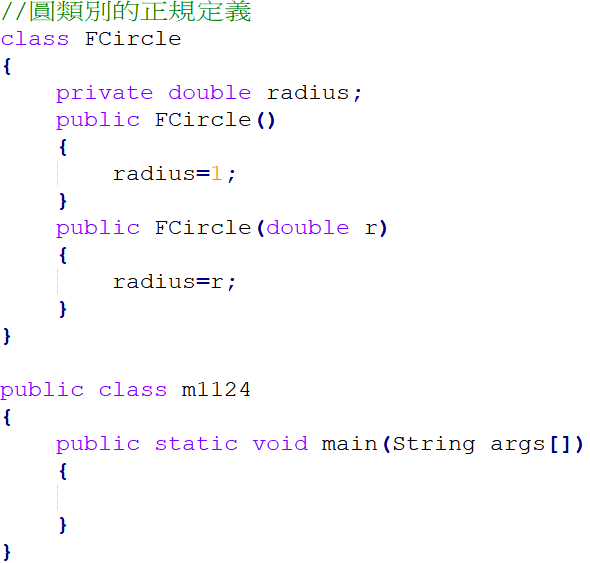 //圓類別的正規定義
class FCircle
{
    private double radius;
    public FCircle()
    {
        radius=1;
    }
    public FCircle(double r)
    {
        radius=r;
    }
}

public class m1124
{
    public static void main(String args[])
    {

    }
}